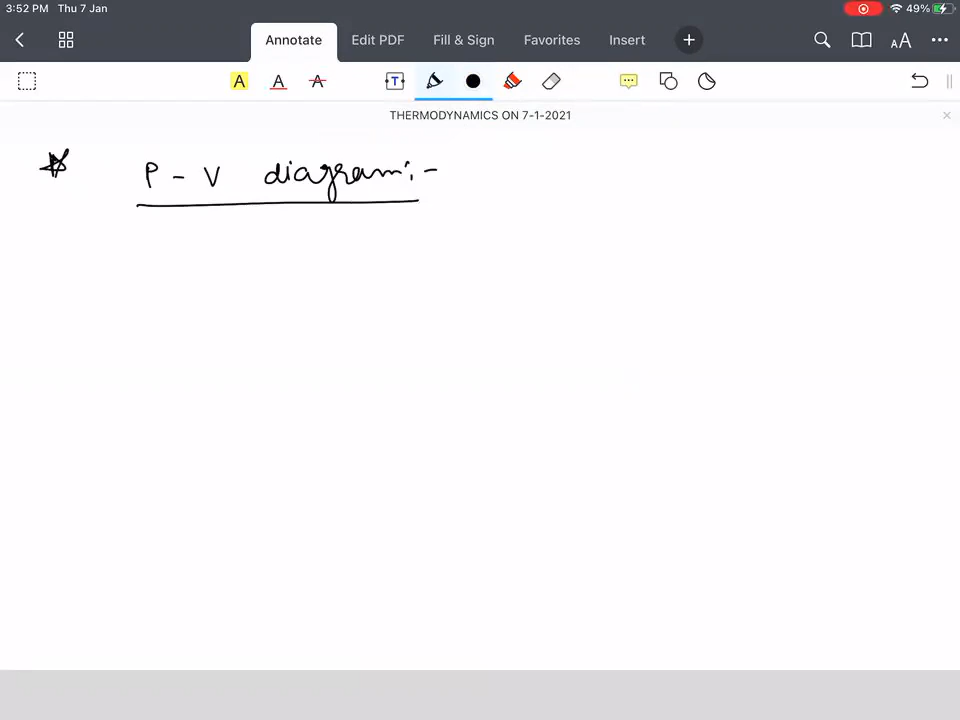 3:52 PM Thu 7 Jan 49%
Annotate Edit PDF Fill & Sign Favorites Insert AA
A A A T
THERMODYNAMICS ON 7-1-2021
P - V diagram:-